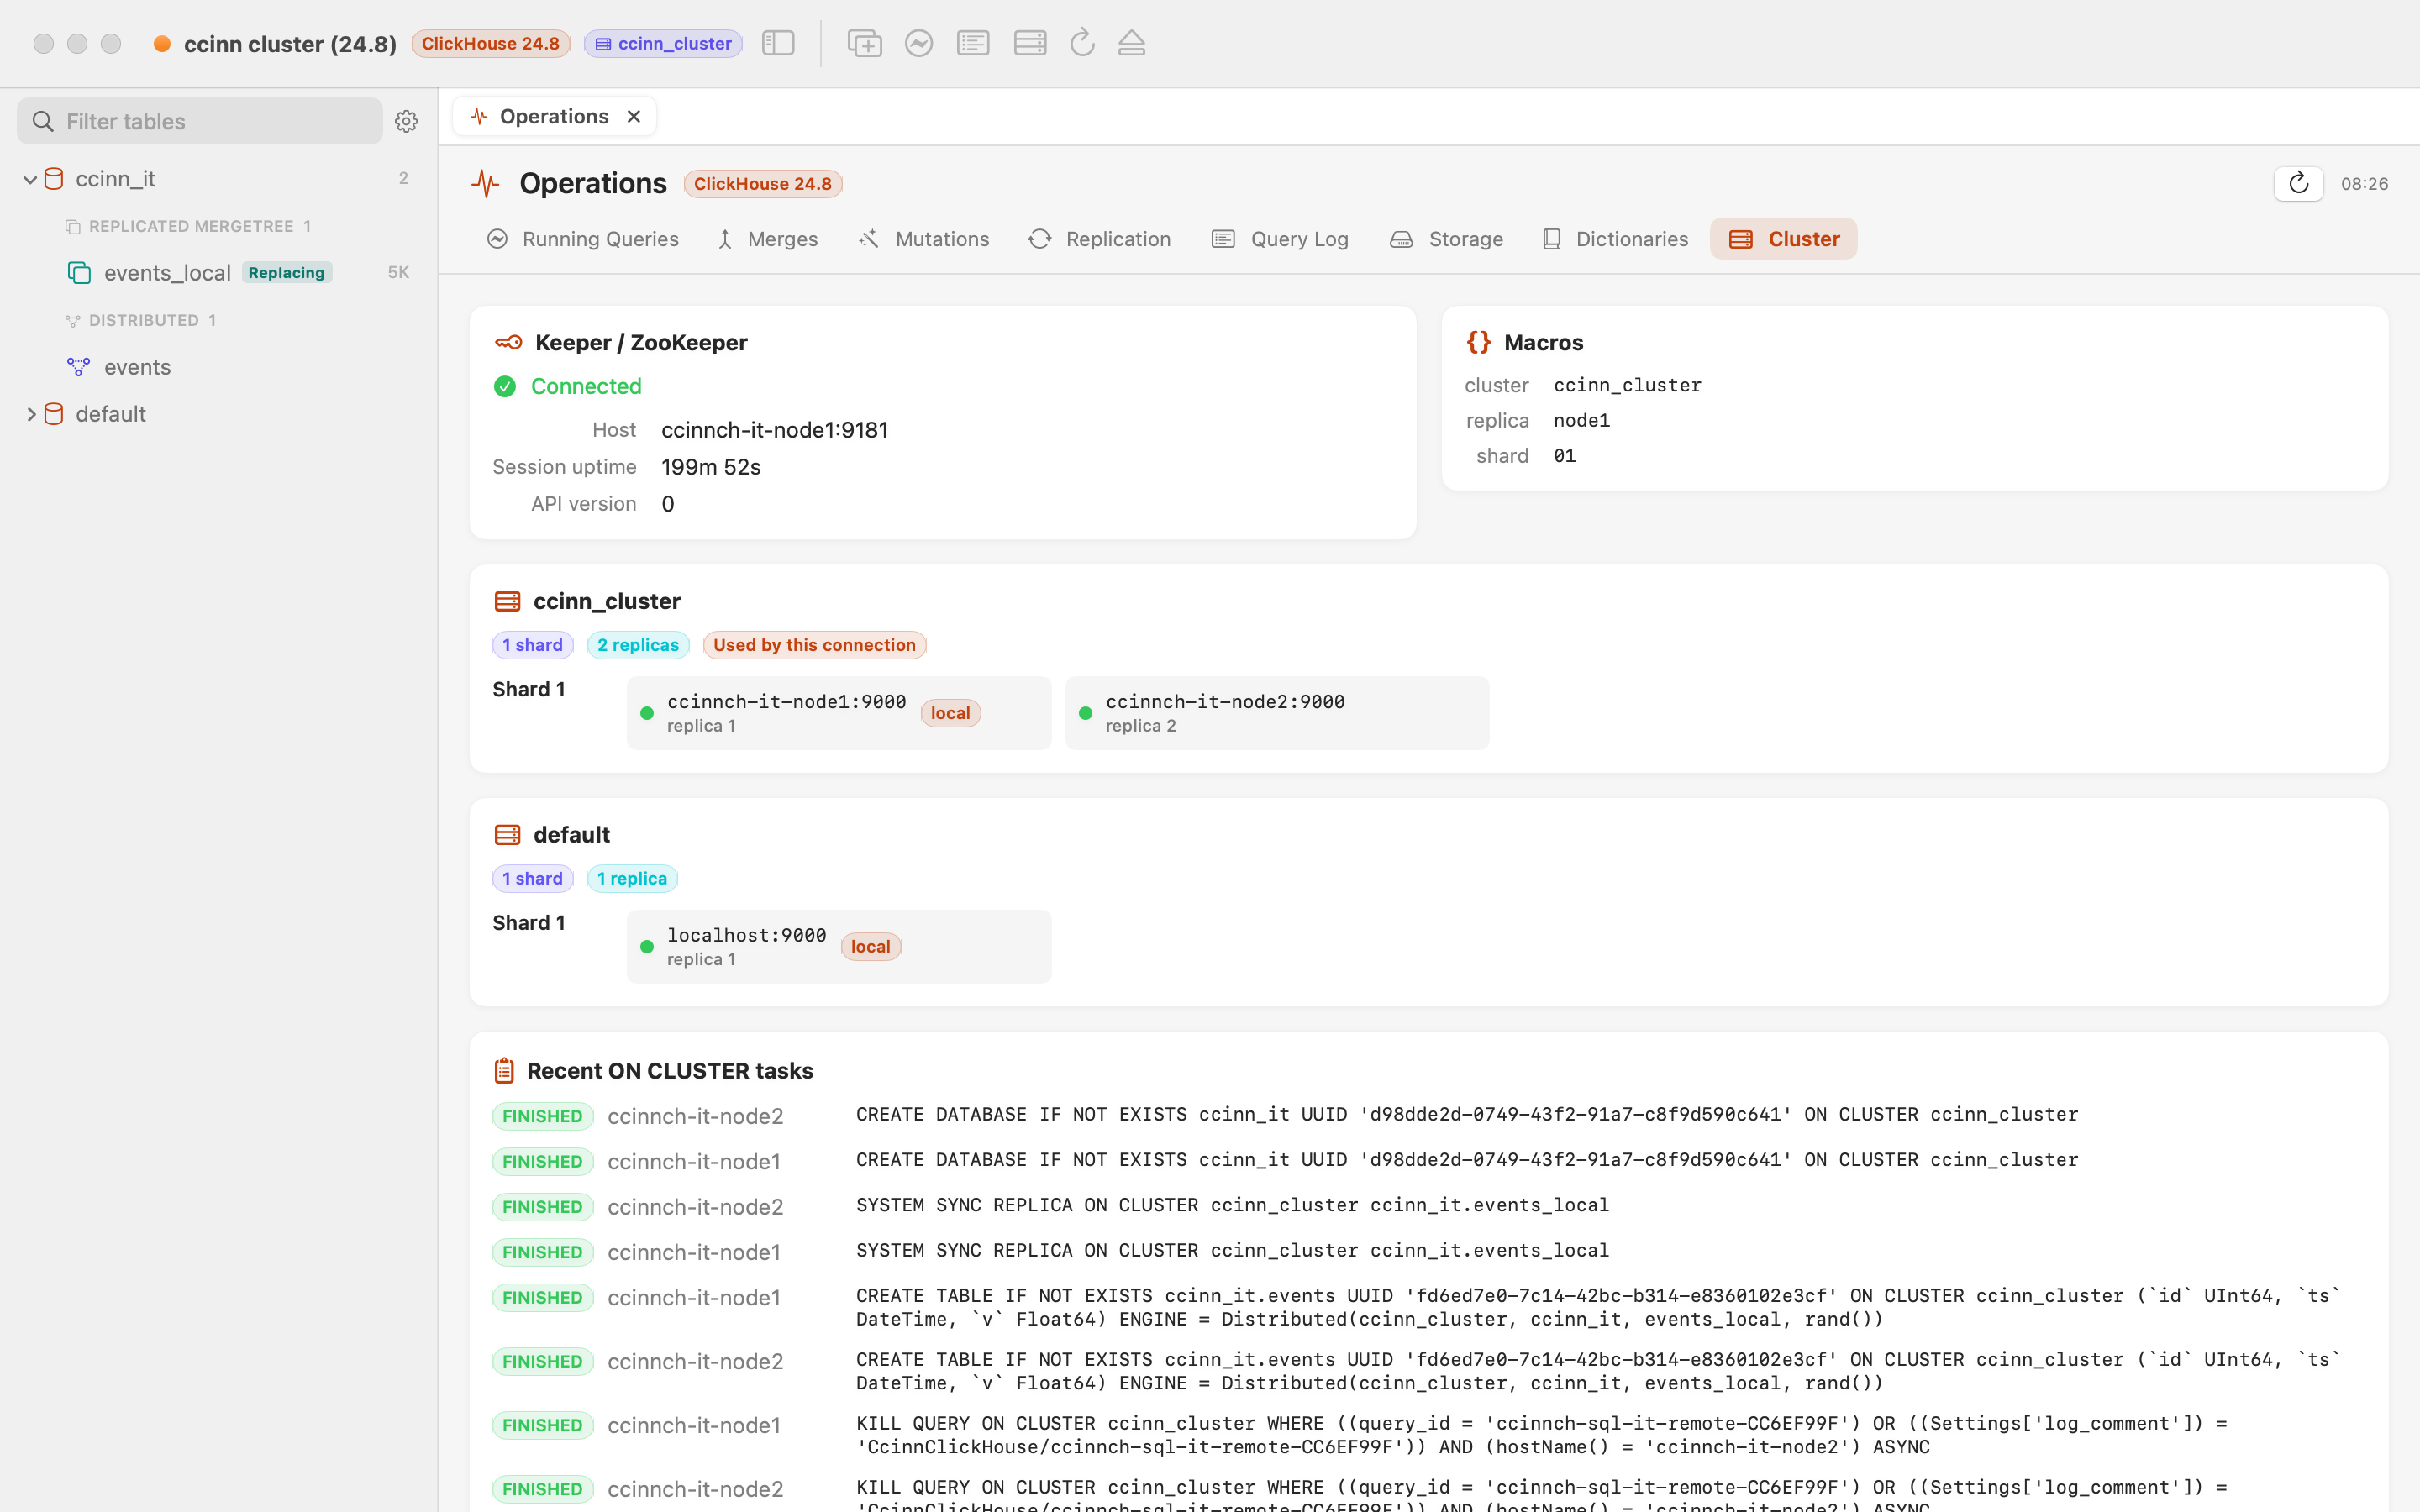 ccinn cluster (24.8) ClickHouse 24.8 ccinn_cluster
Filter tables
ccinn_it 2
REPLICATED MERGETREE 1
events_local Replacing 5K
DISTRIBUTED 1
events
default
Operations
Operations ClickHouse 24.8 08:26
Running Queries Merges Mutations Replication Query Log Storage Dictionaries Cluster
Keeper / ZooKeeper
Connected
Host ccinnch-it-node1:9181
Session uptime 199m 52s
API version 0
{} Macros
cluster ccinn_cluster
replica node1
shard 01
ccinn_cluster
1 shard 2 replicas Used by this connection
Shard 1
ccinnch-it-node1:9000 local
replica 1
ccinnch-it-node2:9000
replica 2
default
1 shard 1 replica
Shard 1
localhost:9000 local
replica 1
Recent ON CLUSTER tasks
FINISHED ccinnch-it-node2 CREATE DATABASE IF NOT EXISTS ccinn_it UUID 'd98dde2d-0749-43f2-91a7-c8f9d590c641' ON CLUSTER ccinn_cluster
FINISHED ccinnch-it-node1 CREATE DATABASE IF NOT EXISTS ccinn_it UUID 'd98dde2d-0749-43f2-91a7-c8f9d590c641' ON CLUSTER ccinn_cluster
FINISHED ccinnch-it-node2 SYSTEM SYNC REPLICA ON CLUSTER ccinn_cluster ccinn_it.events_local
FINISHED ccinnch-it-node1 SYSTEM SYNC REPLICA ON CLUSTER ccinn_cluster ccinn_it.events_local
FINISHED ccinnch-it-node1 CREATE TABLE IF NOT EXISTS ccinn_it.events UUID 'fd6ed7e0-7c14-42bc-b314-e8360102e3cf' ON CLUSTER ccinn_cluster (`id` UInt64, `ts`
DateTime, `v` Float64) ENGINE = Distributed(ccinn_cluster, ccinn_it, events_local, rand())
FINISHED ccinnch-it-node2 CREATE TABLE IF NOT EXISTS ccinn_it.events UUID 'fd6ed7e0-7c14-42bc-b314-e8360102e3cf' ON CLUSTER ccinn_cluster (`id` UInt64, `ts`
DateTime, `v` Float64) ENGINE = Distributed(ccinn_cluster, ccinn_it, events_local, rand())
FINISHED ccinnch-it-node1 KILL QUERY ON CLUSTER ccinn_cluster WHERE ((query_id = 'ccinnch-sql-it-remote-CC6EF99F') OR ((Settings['log_comment']) =
'CcinnClickHouse/ccinnch-sql-it-remote-CC6EF99F')) AND (hostName() = 'ccinnch-it-node2') ASYNC
FINISHED ccinnch-it-node2 KILL QUERY ON CLUSTER ccinn_cluster WHERE ((query_id = 'ccinnch-sql-it-remote-CC6EF99F') OR ((Settings['log_comment']) =
'CcinnClickHouse/ccinnch-sql-it-remote-CC6EF99F')) AND (hostName() = 'ccinnch-it-node2') ASYNC